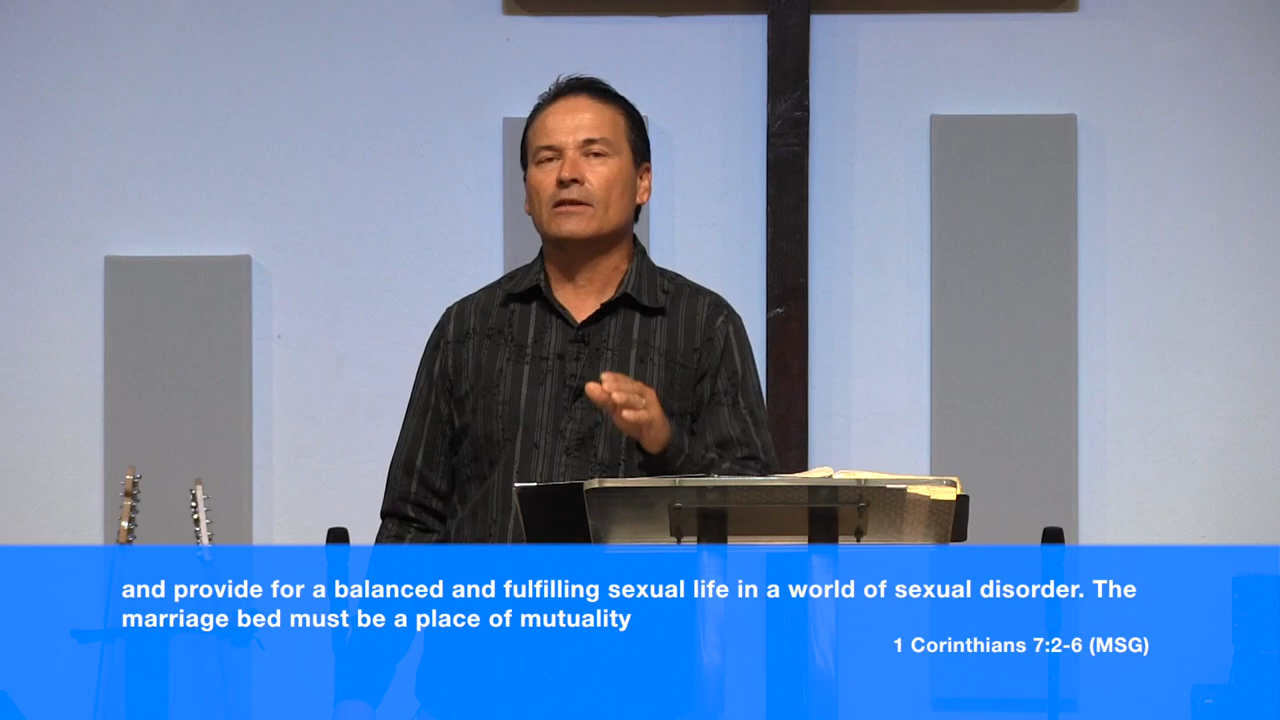 and provide for a balanced and fulfilling sexual life in a world of sexual disorder. The
marriage bed must be a place of mutuality
1 Corinthians 7:2-6 (MSG)